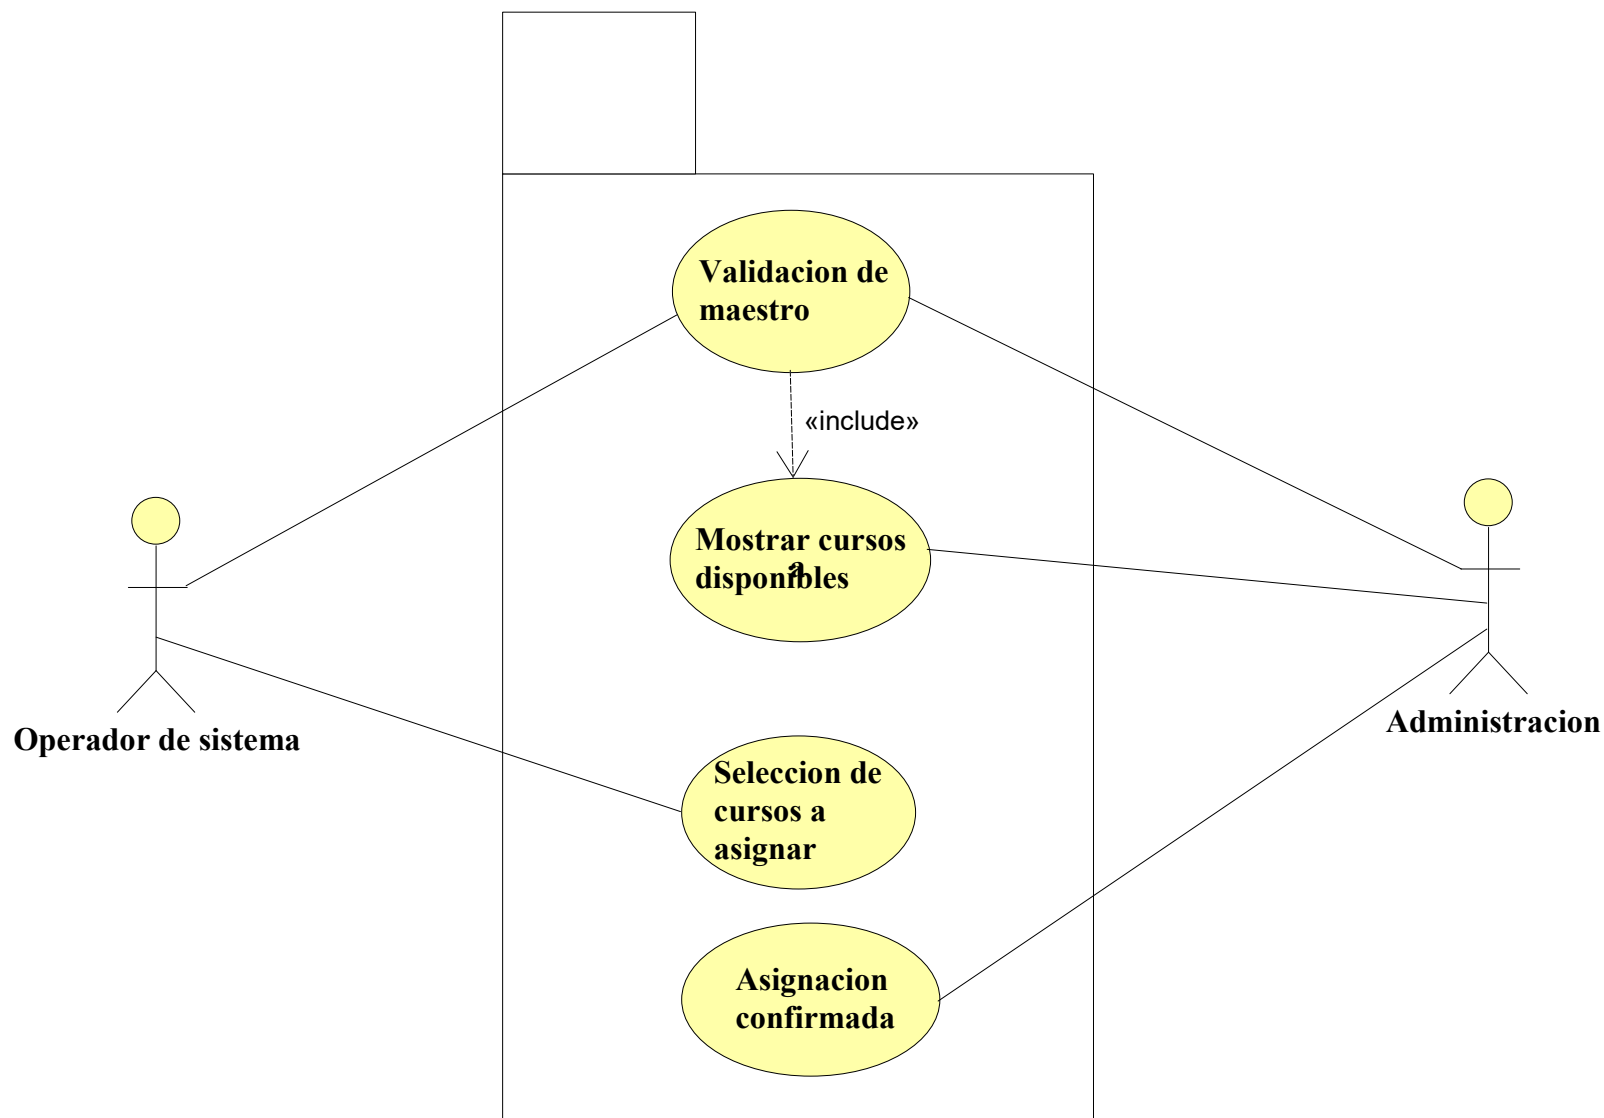 Validacion de
maestro
«include»
Mostrar cursos
disponibles
a
Operador de sistema
Administracion
Seleccion de
cursos a
asignar
Asignacion
confirmada